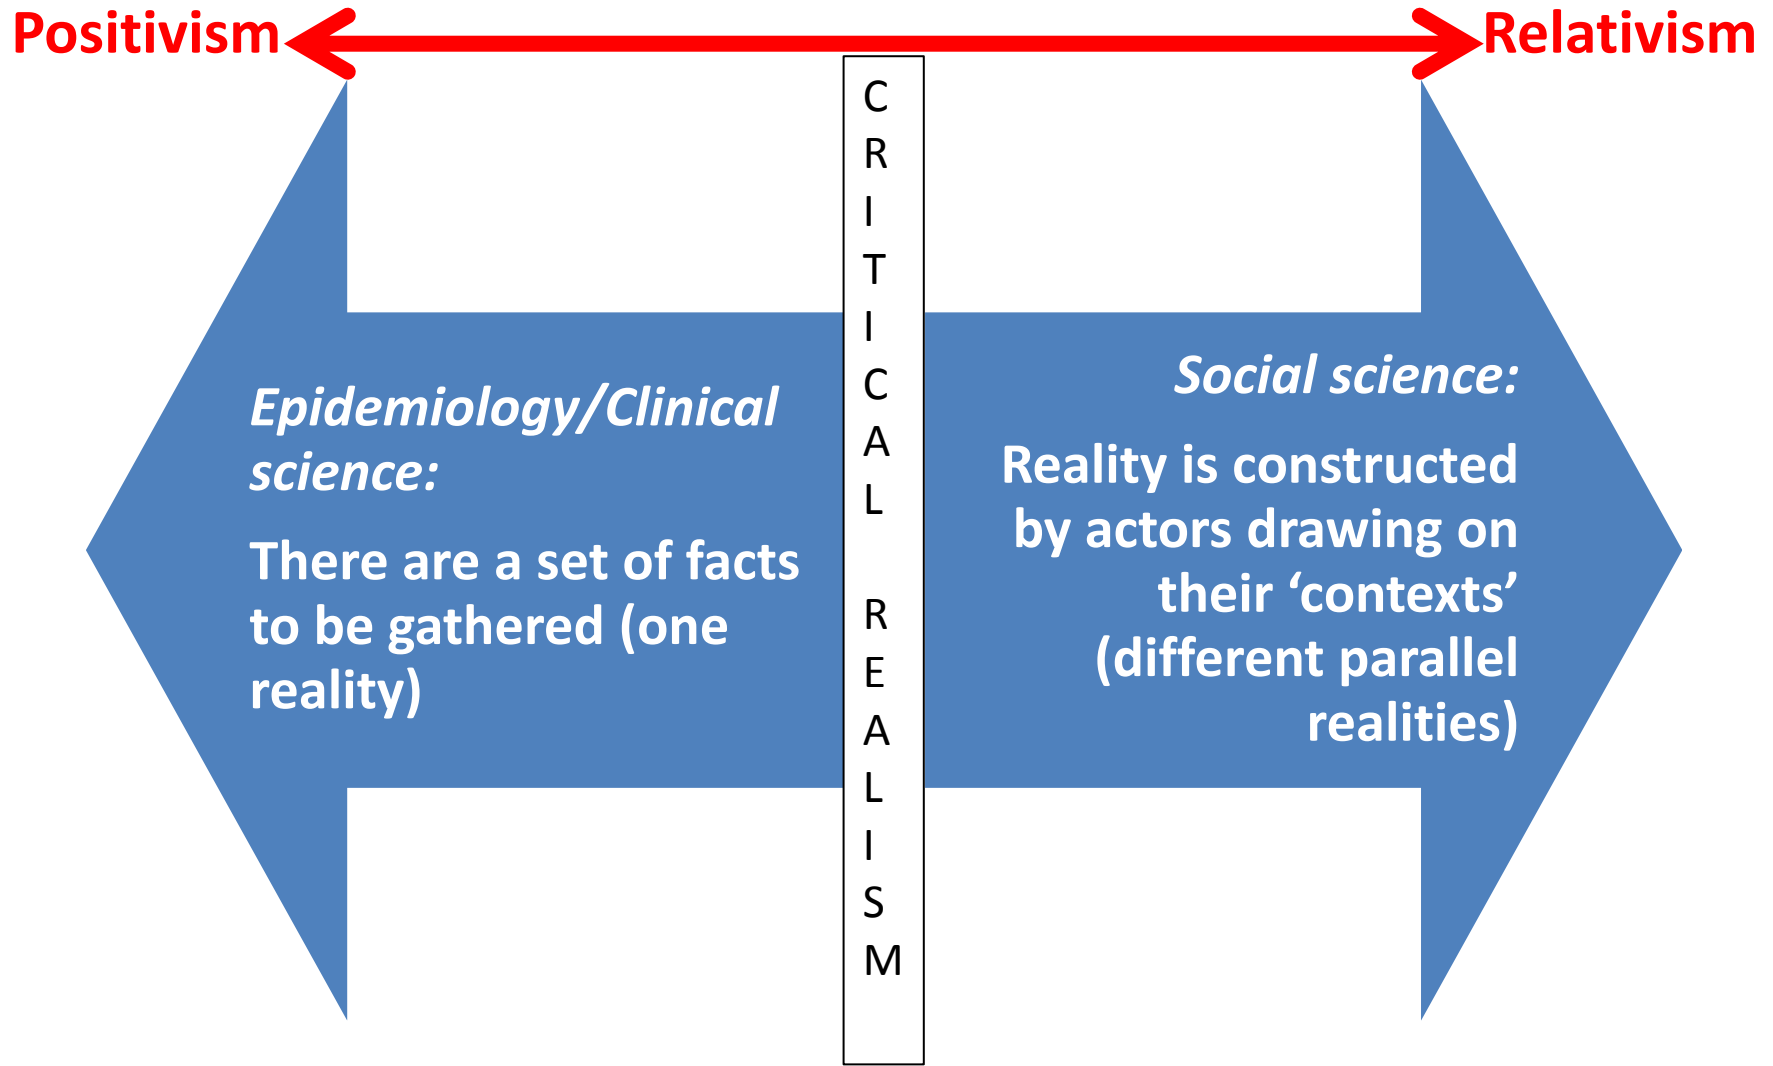 Positivism
Relativism
Epidemiology/Clinical
science:
There are a set of facts
to be gathered (one
reality)
C
R
I
T
I
C
A
L
R
E
A
L
I
S
M
Social science:
Reality is constructed
by actors drawing on
their ‘contexts’
(different parallel
realities)